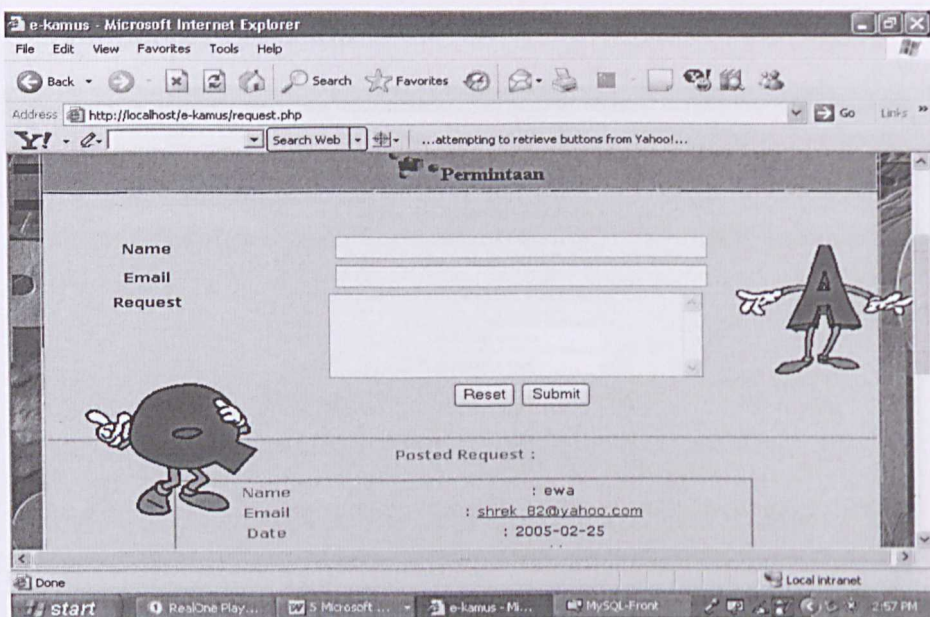 e-kamus - Microsoft Internet Explorer
File Edit View Favorites Tools Help
Back Search Favorites
Address http://localhost/e-kamus/request.php Go Links »
Y! Search Web ...attempting to retrieve buttons from Yahoo!...
Permintaan
Name
Email
Request
A
Reset Submit
Q
Posted Request :
Name : ewa
Email : shrek_82@yahoo.com
Date : 2005-02-25
Done Local intranet
start RealOne Play... 5 Microsoft ... e-kamus - Mi... MySQL-Front 2:57 PM